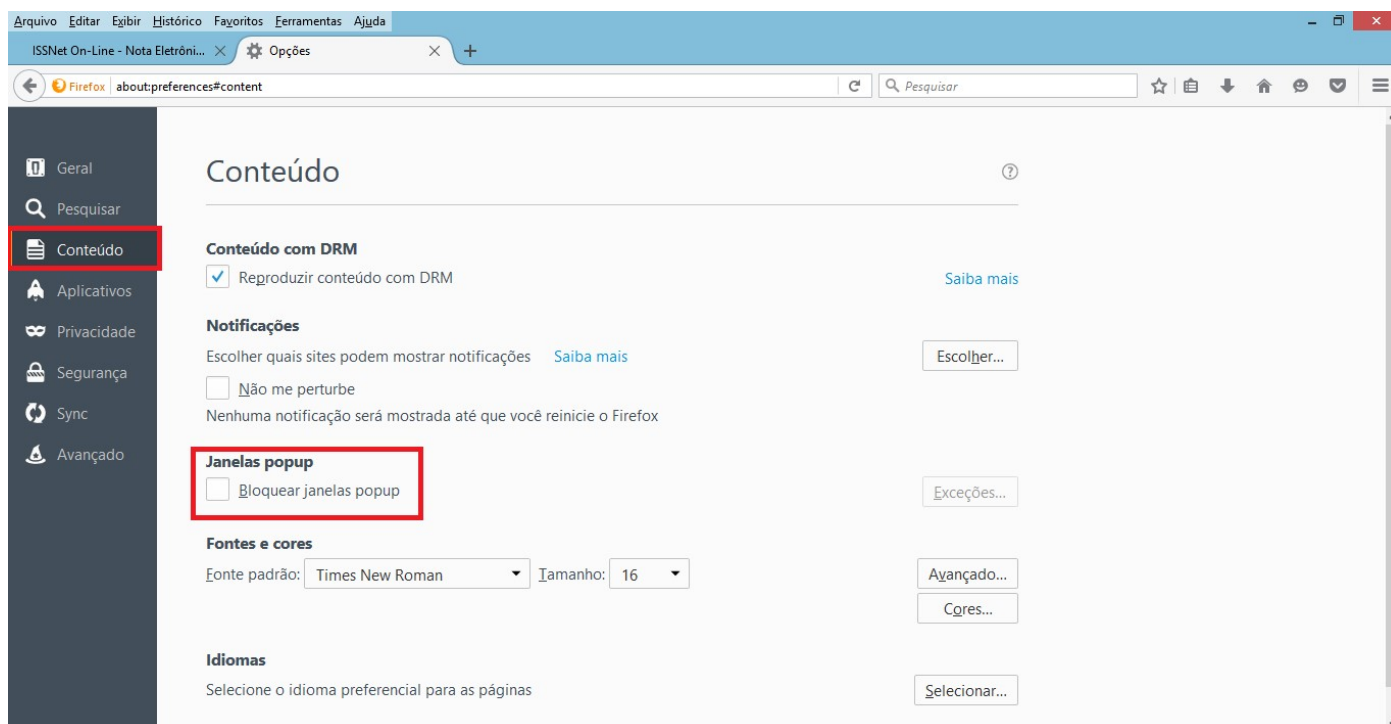 Arquivo Editar Exibir Histórico Favoritos Ferramentas Ajuda
ISSNet On-Line - Nota Eletrôni... Opções
Firefox about:preferences#content Pesquisar
Geral
Pesquisar
Conteúdo
Aplicativos
Privacidade
Segurança
Sync
Avançado
Conteúdo
Conteúdo com DRM
Reproduzir conteúdo com DRM Saiba mais
Notificações
Escolher quais sites podem mostrar notificações Saiba mais Escolher...
Não me perturbe
Nenhuma notificação será mostrada até que você reinicie o Firefox
Janelas popup
Bloquear janelas popup Exceções...
Fontes e cores
Fonte padrão: Times New Roman Tamanho: 16 Avançado...
Cores...
Idiomas
Selecione o idioma preferencial para as páginas Selecionar...